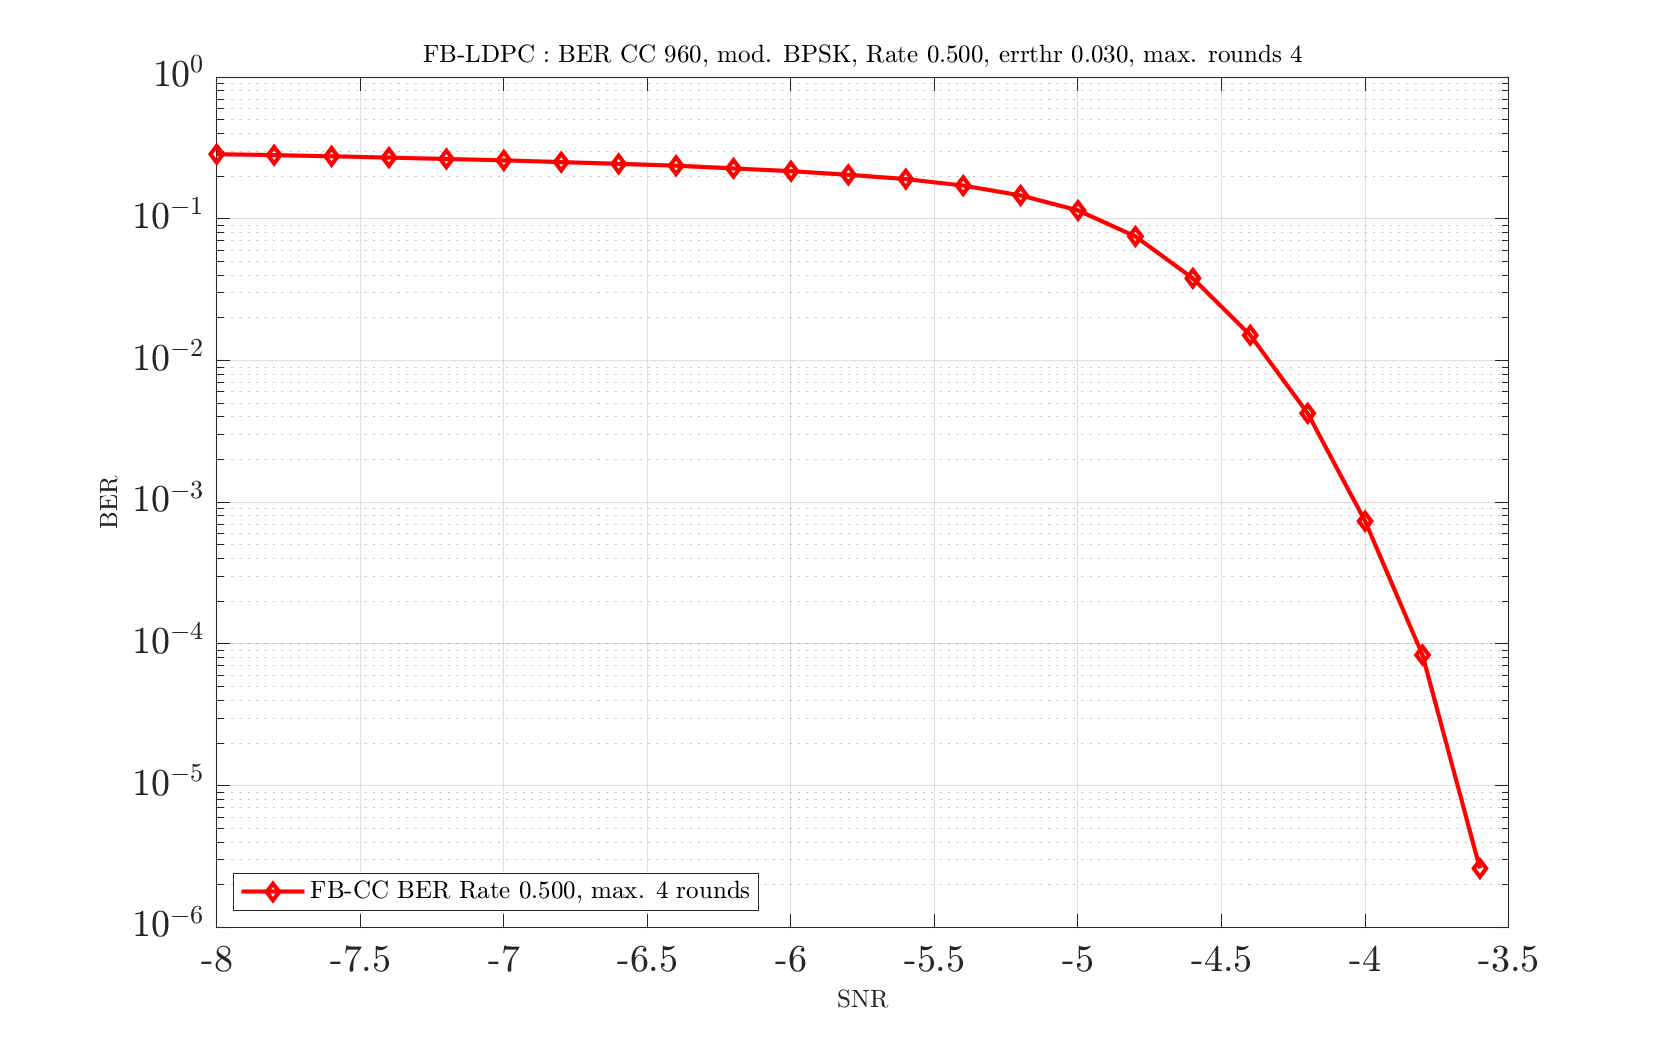 FB-LDPC : BER CC 960, mod. BPSK, Rate 0.500, errthr 0.030, max. rounds 4
10^0
10^{-1}
10^{-2}
10^{-3}
10^{-4}
10^{-5}
10^{-6}
BER
FB-CC BER Rate 0.500, max. 4 rounds
-8 -7.5 -7 -6.5 -6 -5.5 -5 -4.5 -4 -3.5
SNR